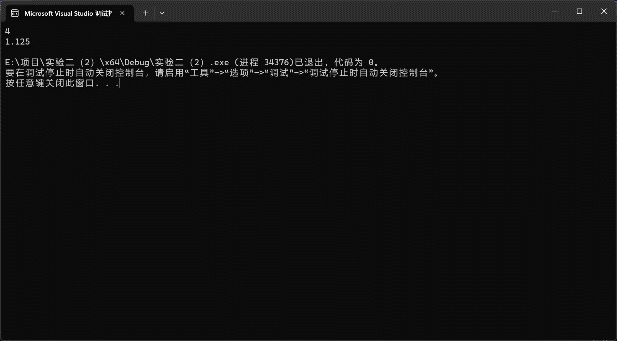 Microsoft Visual Studio 调试
4
1.125
E:\项目\实验二 (2) \x64\Debug\实验二 (2) .exe (进程 34376)已退出，代码为 0。
要在调试停止时自动关闭控制台，请启用“工具”->“选项”->“调试”->“调试停止时自动关闭控制台”。
按任意键关闭此窗口. . .